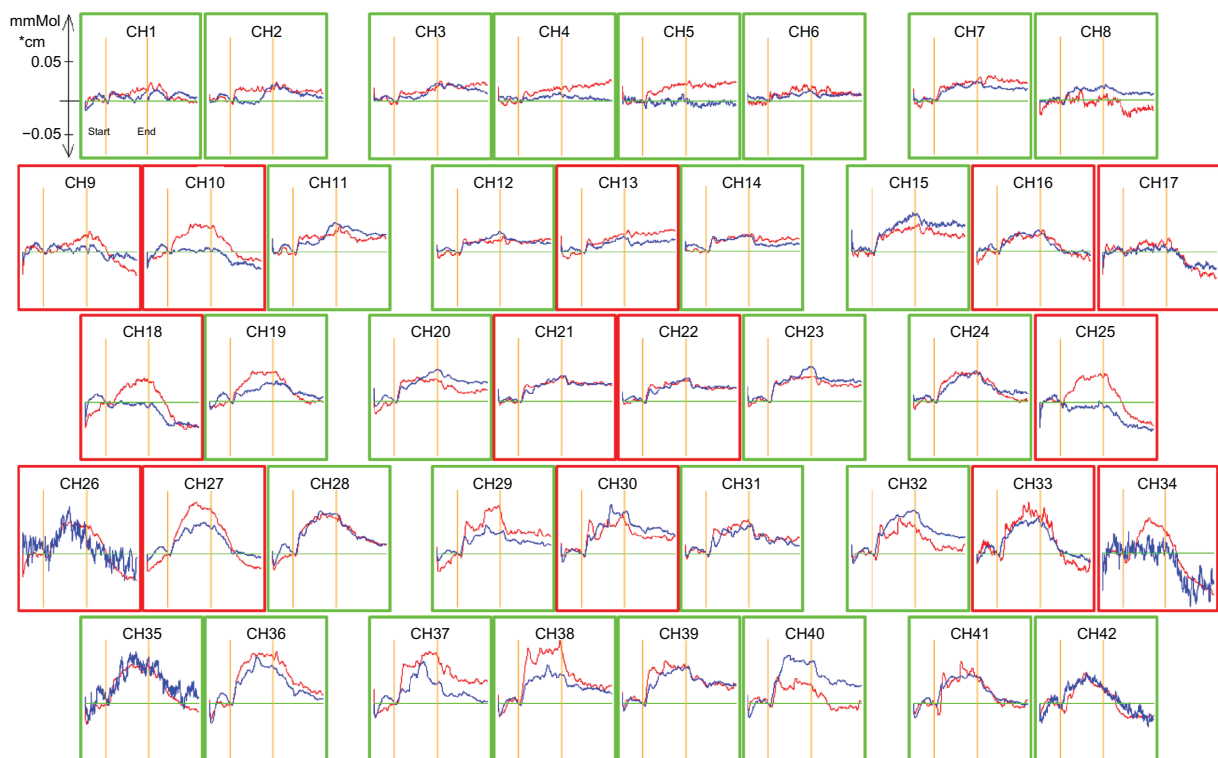 mmMol
*cm
0.05
−0.05
CH1 CH2 CH3 CH4 CH5 CH6 CH7 CH8
Start End
CH9 CH10 CH11 CH12 CH13 CH14 CH15 CH16 CH17
CH18 CH19 CH20 CH21 CH22 CH23 CH24 CH25
CH26 CH27 CH28 CH29 CH30 CH31 CH32 CH33 CH34
CH35 CH36 CH37 CH38 CH39 CH40 CH41 CH42